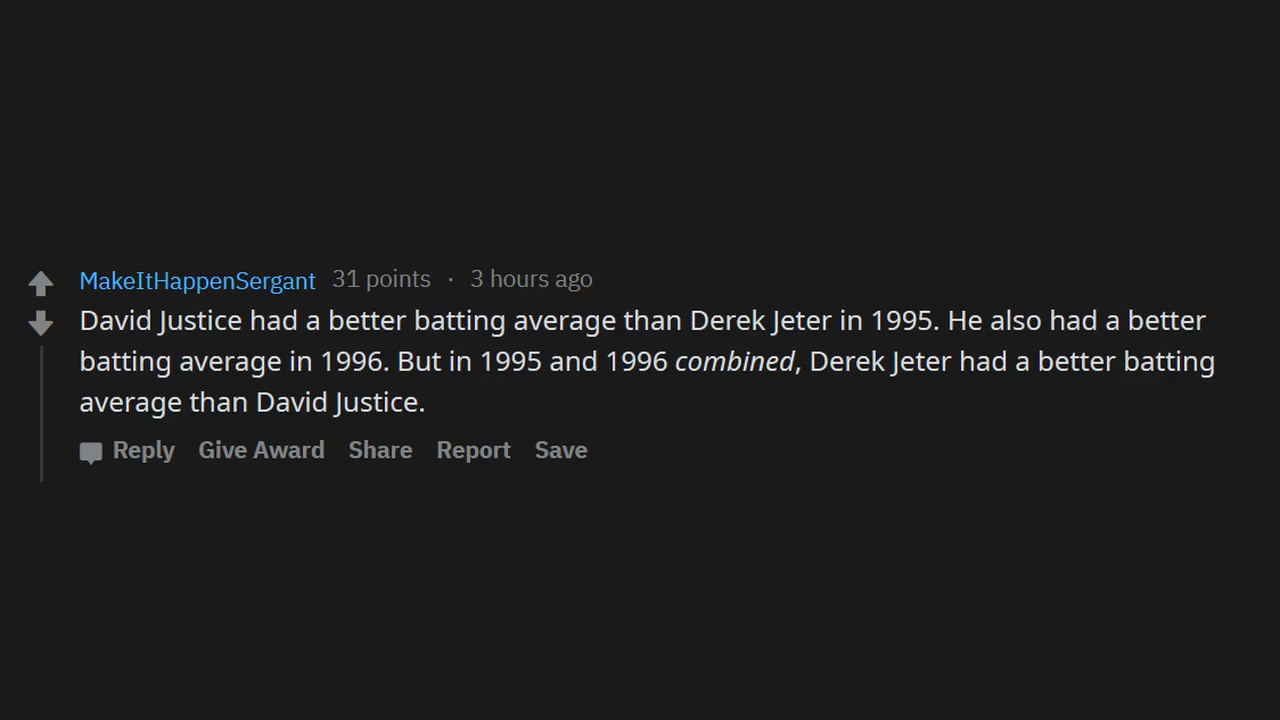 MakeItHappenSergant 31 points · 3 hours ago
David Justice had a better batting average than Derek Jeter in 1995. He also had a better
batting average in 1996. But in 1995 and 1996 combined, Derek Jeter had a better batting
average than David Justice.
Reply Give Award Share Report Save